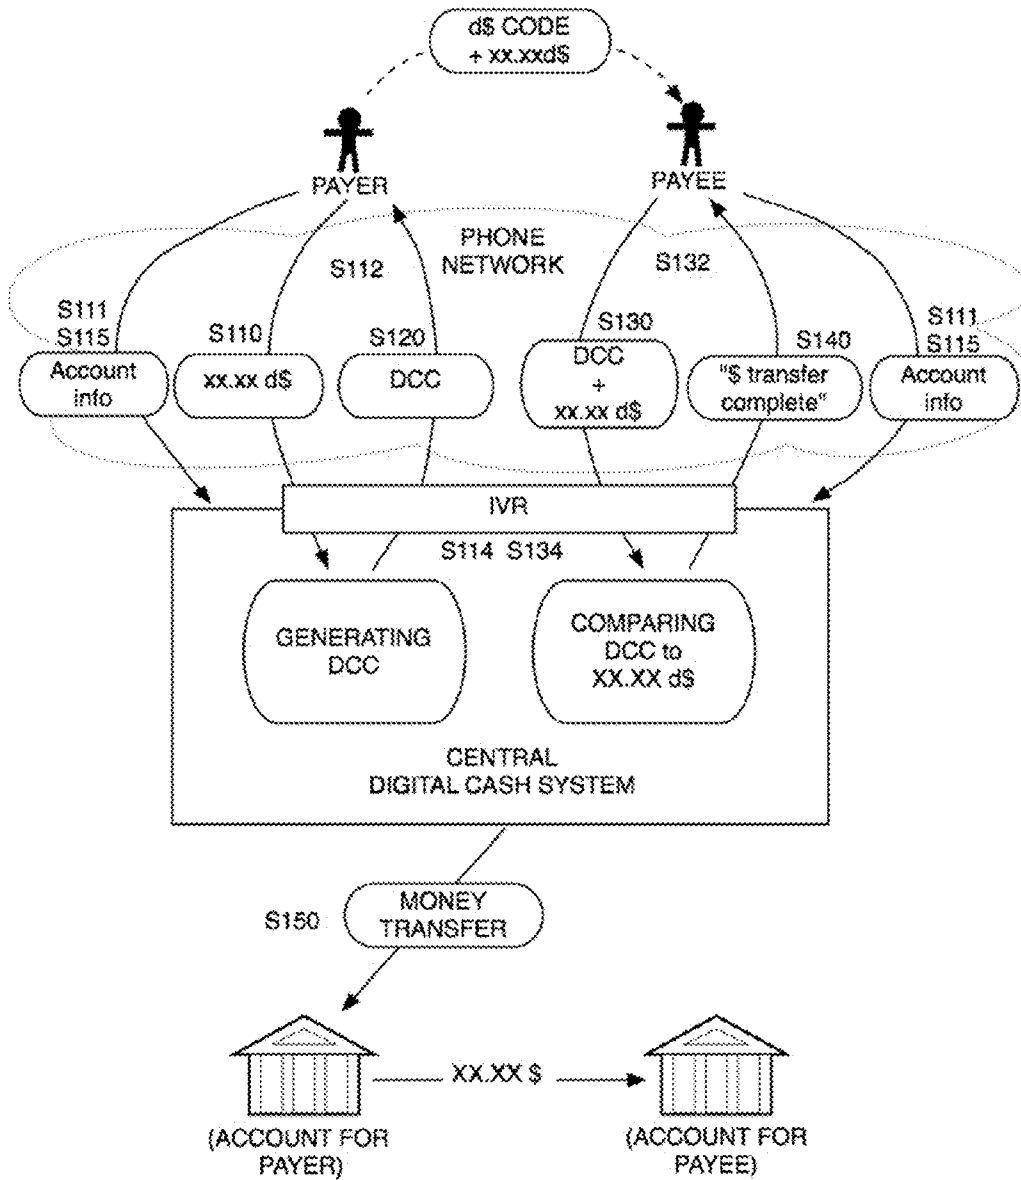 d$ CODE
+ xx.xxd$
PAYER
PAYEE
PHONE
NETWORK
S112
S132
S111
S115
S110
S120
S130
S140
S111
S115
Account
info
xx.xx d$
DCC
DCC
+
xx.xx d$
"$ transfer
complete"
Account
info
IVR
S114 S134
GENERATING
DCC
COMPARING
DCC to
XX.XX d$
CENTRAL
DIGITAL CASH SYSTEM
S150
MONEY
TRANSFER
XX.XX $
(ACCOUNT FOR
PAYER)
(ACCOUNT FOR
PAYEE)